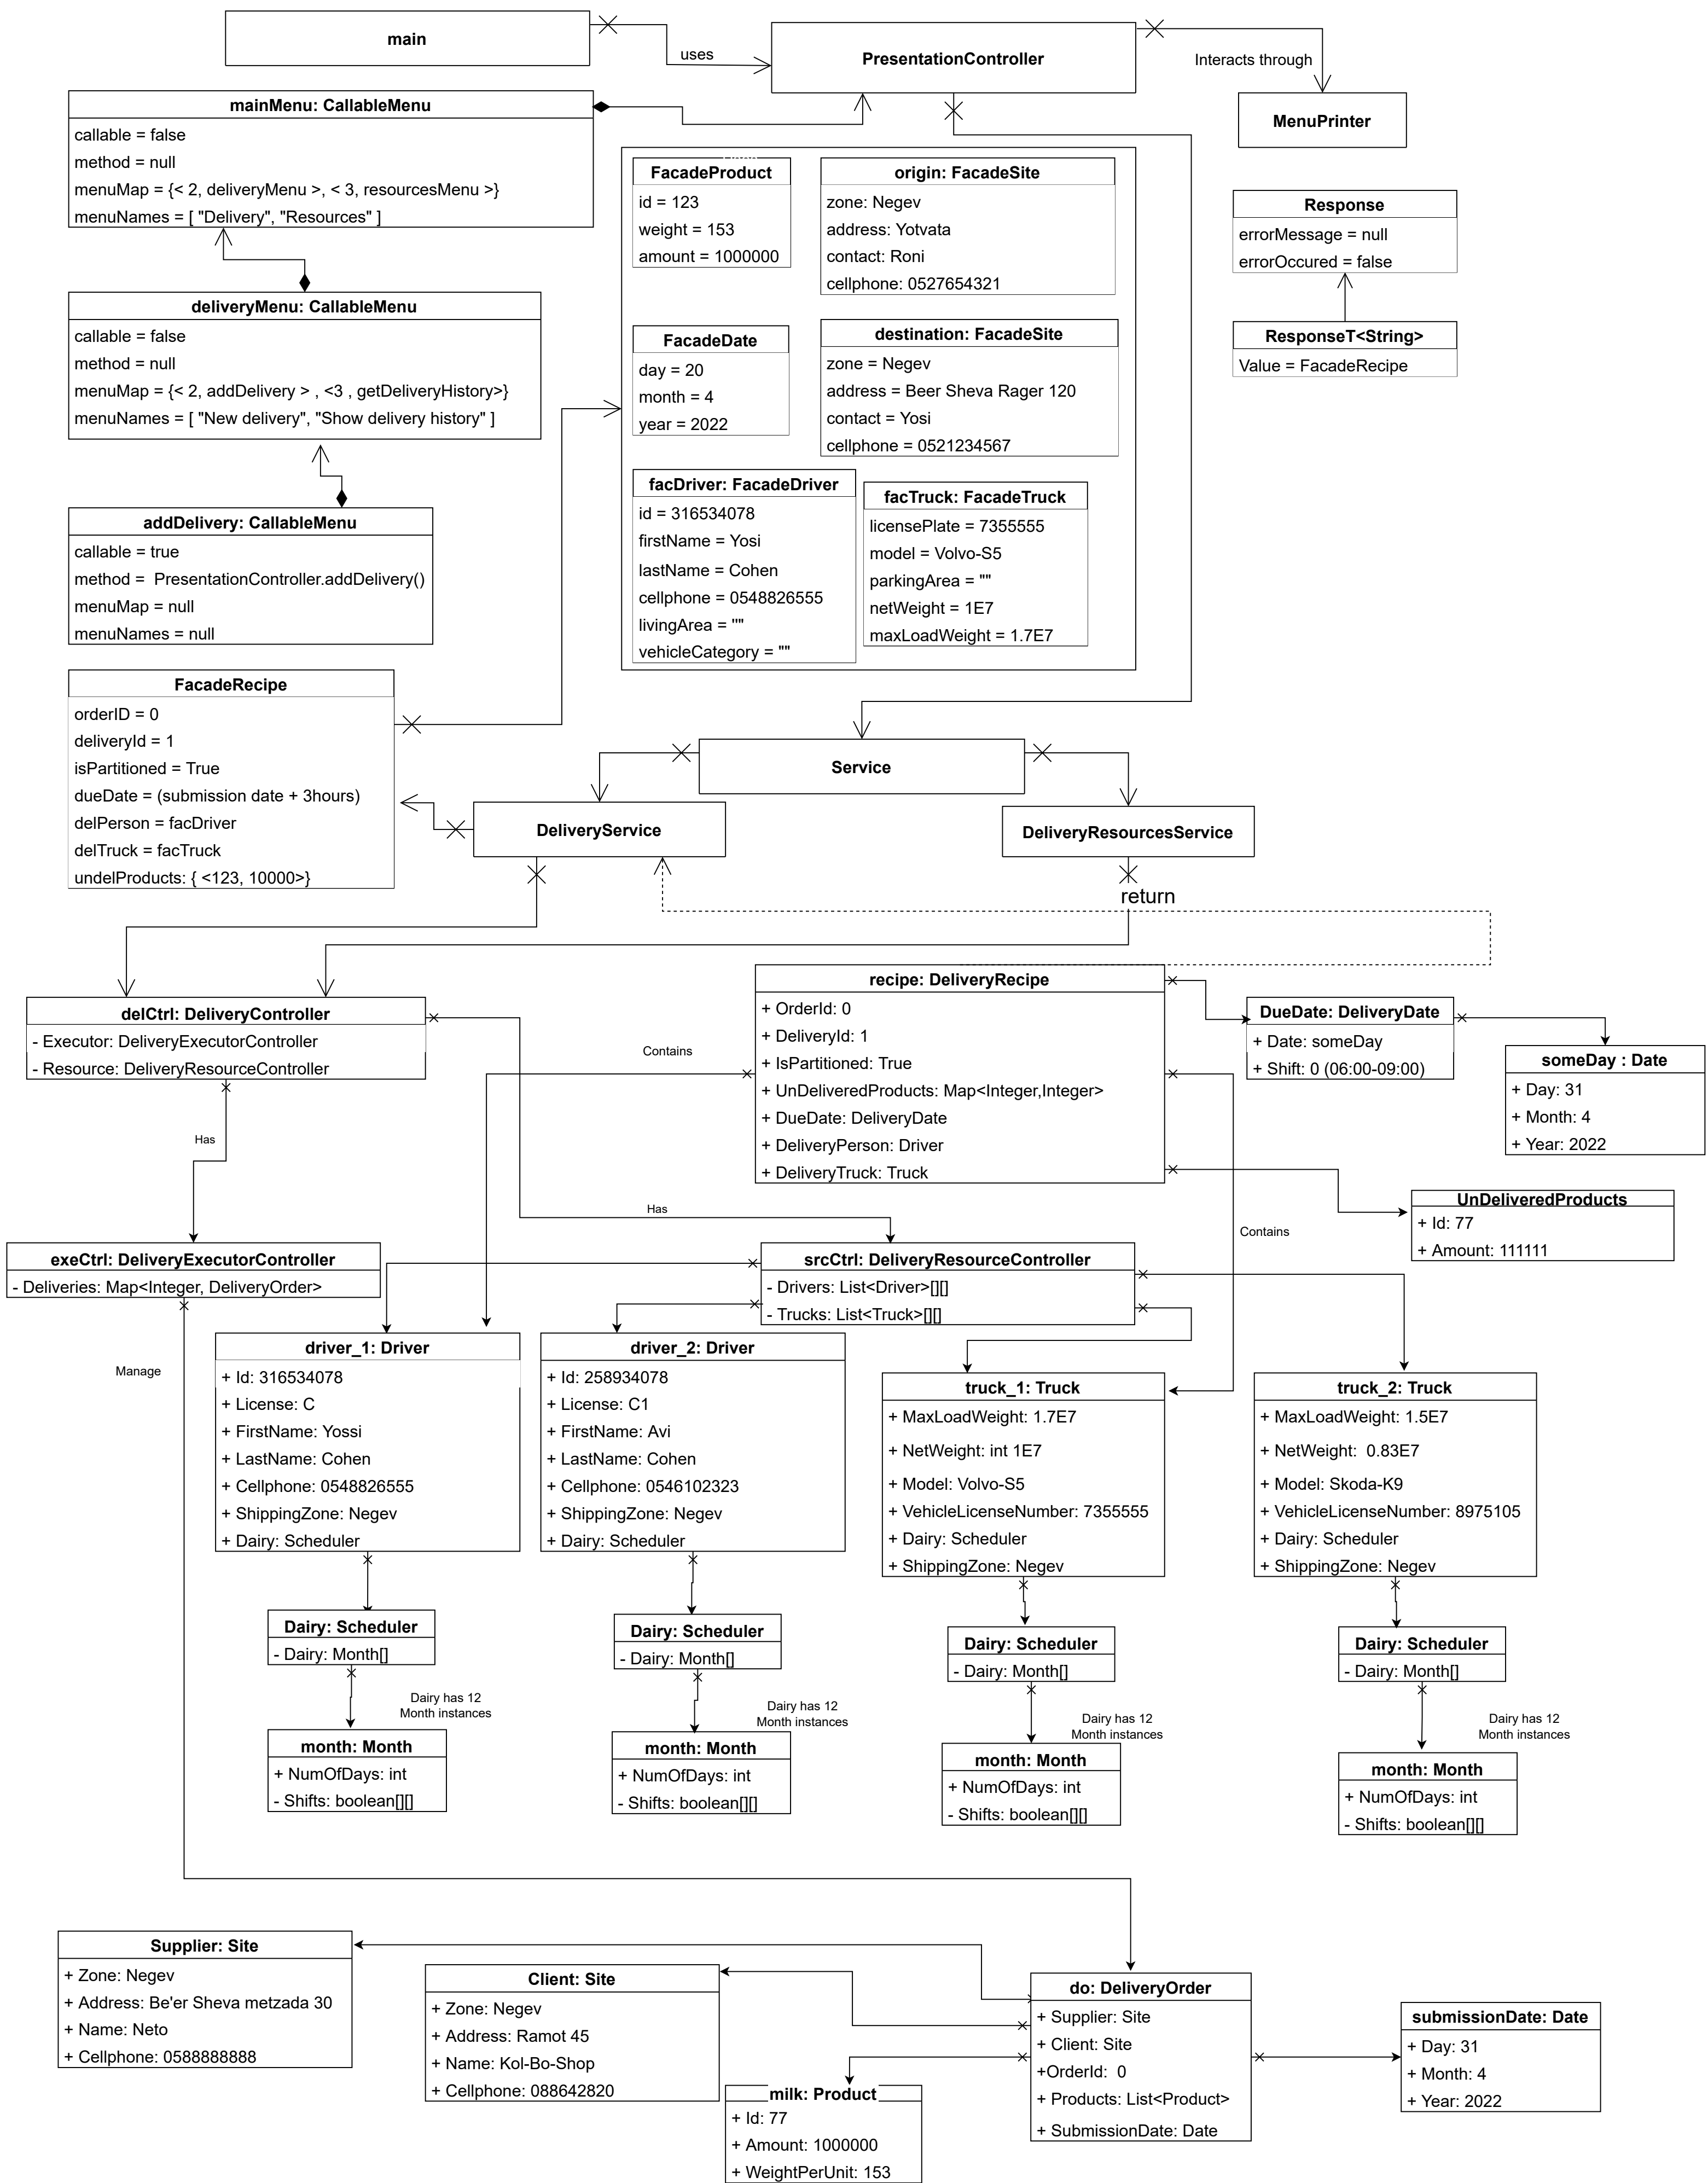 main
uses
PresentationController
Interacts through
MenuPrinter
mainMenu: CallableMenu
callable = false
method = null
menuMap = {< 2, deliveryMenu >, < 3, resourcesMenu >}
menuNames = [ "Delivery", "Resources" ]
deliveryMenu: CallableMenu
callable = false
method = null
menuMap = {< 2, addDelivery > , <3 , getDeliveryHistory>}
menuNames = [ "New delivery", "Show delivery history" ]
addDelivery: CallableMenu
callable = true
method =  PresentationController.addDelivery()
menuMap = null
menuNames = null
FacadeProduct
id = 123
weight = 153
amount = 1000000
origin: FacadeSite
zone: Negev
address: Yotvata
contact: Roni
cellphone: 0527654321
FacadeDate
day = 20
month = 4
year = 2022
destination: FacadeSite
zone = Negev
address = Beer Sheva Rager 120
contact = Yosi
cellphone = 0521234567
facDriver: FacadeDriver
id = 316534078
firstName = Yosi
lastName = Cohen
cellphone = 0548826555
livingArea = ""
vehicleCategory = ""
facTruck: FacadeTruck
licensePlate = 7355555
model = Volvo-S5
parkingArea = ""
netWeight = 1E7
maxLoadWeight = 1.7E7
Response
errorMessage = null
errorOccured = false
ResponseT<String>
Value = FacadeRecipe
FacadeRecipe
orderID = 0
deliveryId = 1
isPartitioned = True
dueDate = (submission date + 3hours)
delPerson = facDriver
delTruck = facTruck
undelProducts: { <123, 10000>}
Service
DeliveryService
DeliveryResourcesService
return
delCtrl: DeliveryController
- Executor: DeliveryExecutorController
- Resource: DeliveryResourceController
Contains
recipe: DeliveryRecipe
+ OrderId: 0
+ DeliveryId: 1
+ IsPartitioned: True
+ UnDeliveredProducts: Map<Integer,Integer>
+ DueDate: DeliveryDate
+ DeliveryPerson: Driver
+ DeliveryTruck: Truck
DueDate: DeliveryDate
+ Date: someDay
+ Shift: 0 (06:00-09:00)
someDay : Date
+ Day: 31
+ Month: 4
+ Year: 2022
UnDeliveredProducts
+ Id: 77
+ Amount: 111111
Has
Has
Contains
exeCtrl: DeliveryExecutorController
- Deliveries: Map<Integer, DeliveryOrder>
srcCtrl: DeliveryResourceController
- Drivers: List<Driver>[][]
- Trucks: List<Truck>[][]
Manage
driver_1: Driver
+ Id: 316534078
+ License: C
+ FirstName: Yossi
+ LastName: Cohen
+ Cellphone: 0548826555
+ ShippingZone: Negev
+ Dairy: Scheduler
driver_2: Driver
+ Id: 258934078
+ License: C1
+ FirstName: Avi
+ LastName: Cohen
+ Cellphone: 0546102323
+ ShippingZone: Negev
+ Dairy: Scheduler
truck_1: Truck
+ MaxLoadWeight: 1.7E7
+ NetWeight: int 1E7
+ Model: Volvo-S5
+ VehicleLicenseNumber: 7355555
+ Dairy: Scheduler
+ ShippingZone: Negev
truck_2: Truck
+ MaxLoadWeight: 1.5E7
+ NetWeight:  0.83E7
+ Model: Skoda-K9
+ VehicleLicenseNumber: 8975105
+ Dairy: Scheduler
+ ShippingZone: Negev
Dairy: Scheduler
- Dairy: Month[]
Dairy has 12
Month instances
month: Month
+ NumOfDays: int
- Shifts: boolean[][]
Dairy: Scheduler
- Dairy: Month[]
Dairy has 12
Month instances
month: Month
+ NumOfDays: int
- Shifts: boolean[][]
Dairy: Scheduler
- Dairy: Month[]
Dairy has 12
Month instances
month: Month
+ NumOfDays: int
- Shifts: boolean[][]
Dairy: Scheduler
- Dairy: Month[]
Dairy has 12
Month instances
month: Month
+ NumOfDays: int
- Shifts: boolean[][]
Supplier: Site
+ Zone: Negev
+ Address: Be'er Sheva metzada 30
+ Name: Neto
+ Cellphone: 0588888888
Client: Site
+ Zone: Negev
+ Address: Ramot 45
+ Name: Kol-Bo-Shop
+ Cellphone: 088642820
milk: Product
+ Id: 77
+ Amount: 1000000
+ WeightPerUnit: 153
do: DeliveryOrder
+ Supplier: Site
+ Client: Site
+OrderId:  0
+ Products: List<Product>
+ SubmissionDate: Date
submissionDate: Date
+ Day: 31
+ Month: 4
+ Year: 2022